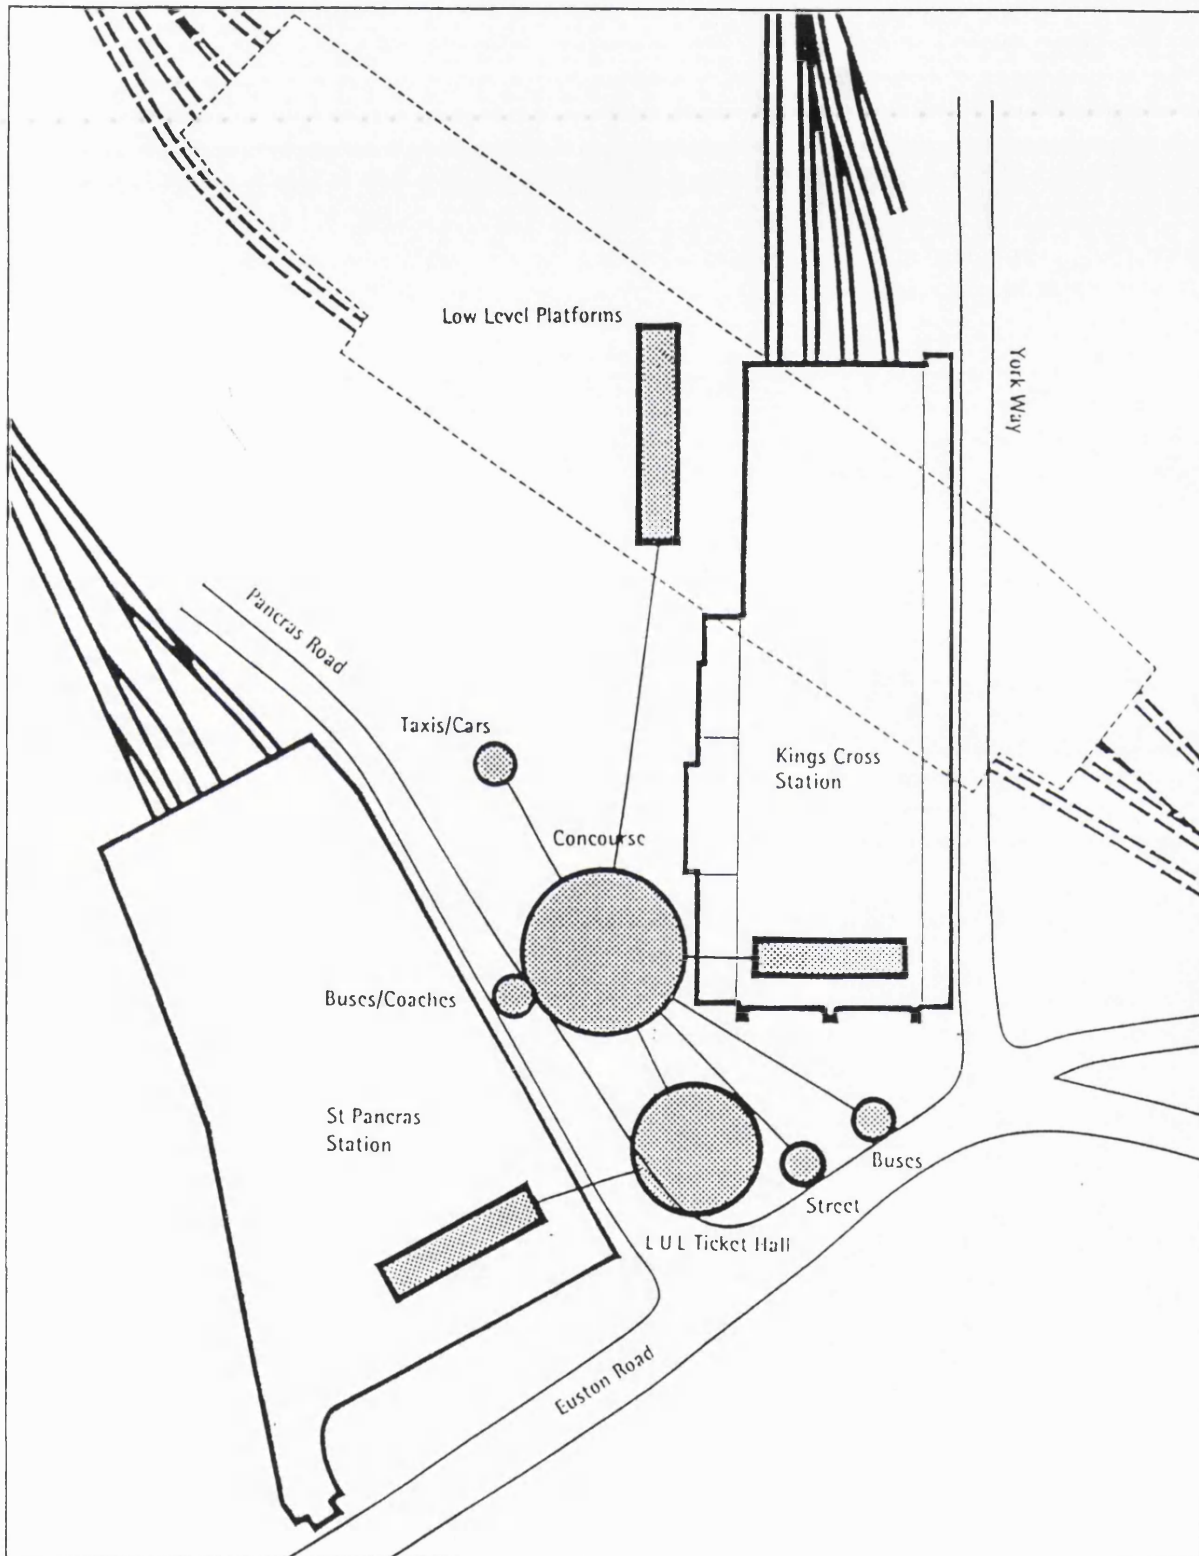 Low Level Platforms
York Way
Pancras Road
Taxis/Cars
Kings Cross
Station
Concourse
Buses/Coaches
St Pancras
Station
Buses
Street
L U L Ticket Hall
Euston Road